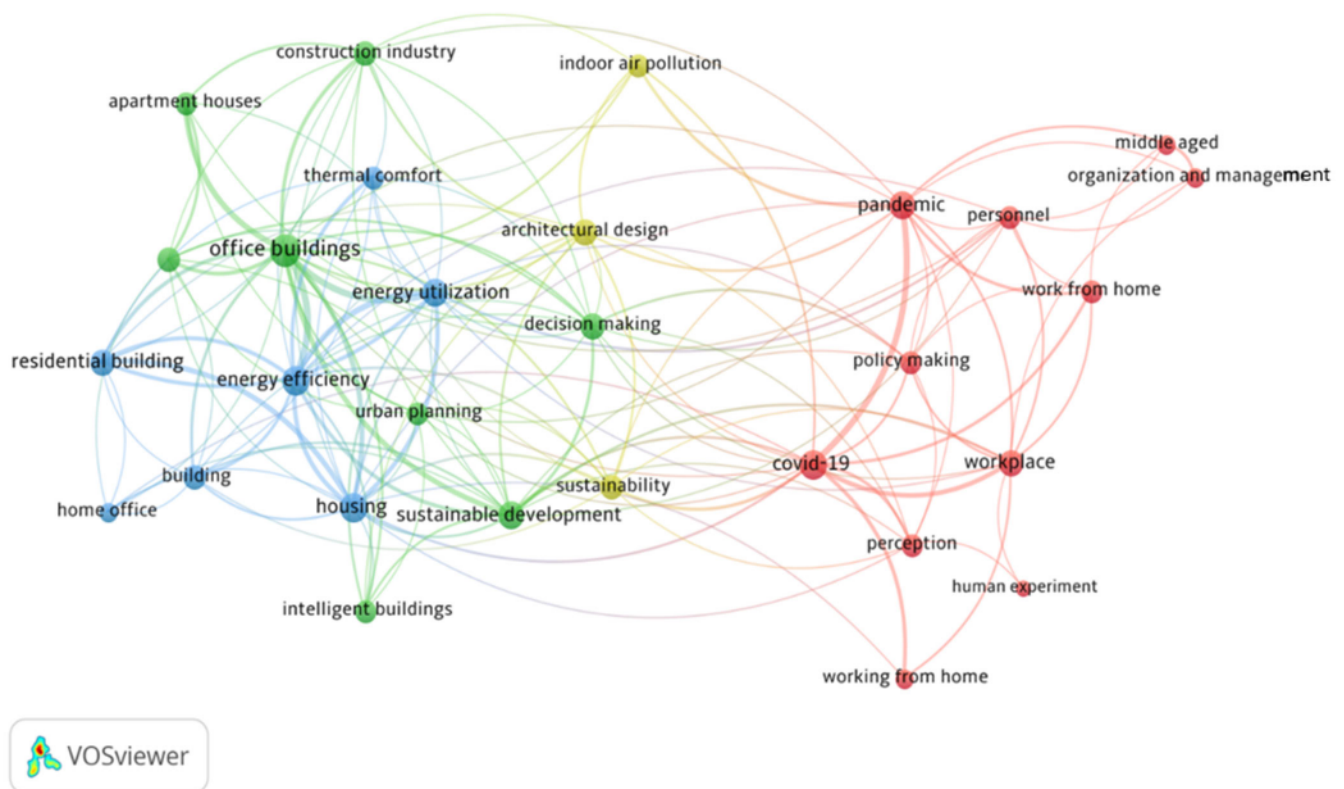 construction industry
indoor air pollution
apartment houses
middle aged
thermal comfort
organization and management
pandemic
personnel
architectural design
office buildings
energy utilization
work from home
decision making
residential building
policy making
energy efficiency
urban planning
covid-19
workplace
building
sustainability
home office
housing
sustainable development
perception
human experiment
intelligent buildings
working from home
VOSviewer